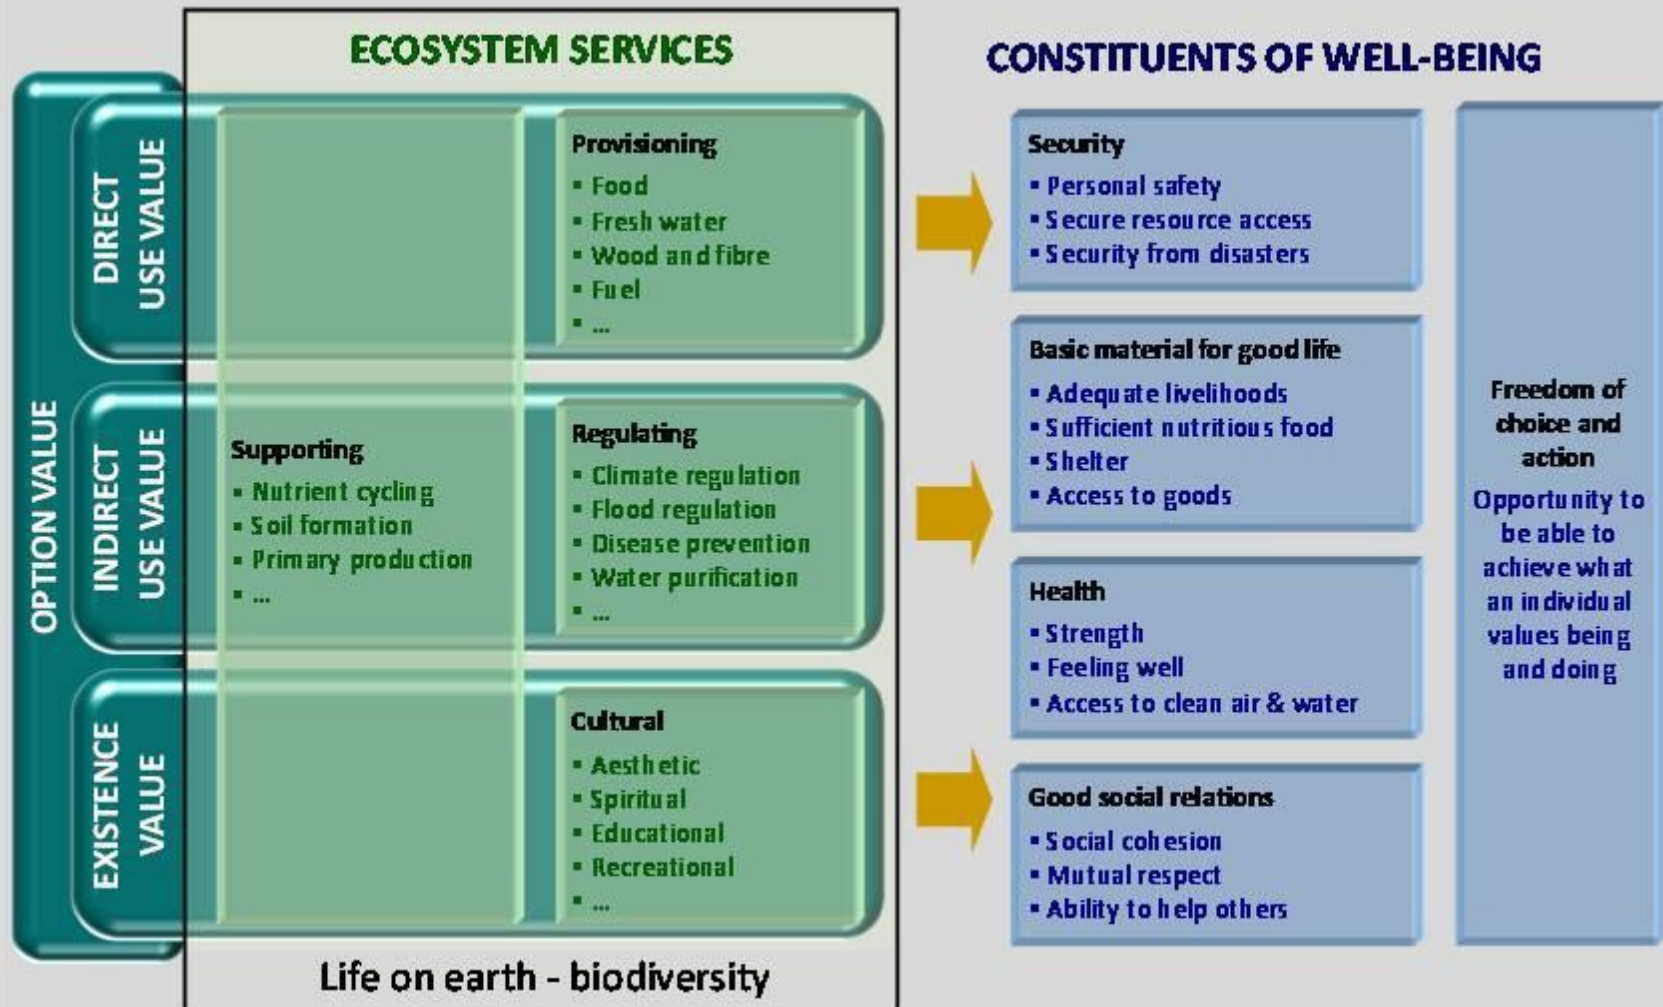 ECOSYSTEM SERVICES
CONSTITUENTS OF WELL-BEING
OPTION VALUE
DIRECT
USE VALUE
INDIRECT
USE VALUE
EXISTENCE
VALUE
Supporting
▪ Nutrient cycling
▪ Soil formation
▪ Primary production
▪ ...
Provisioning
▪ Food
▪ Fresh water
▪ Wood and fibre
▪ Fuel
▪ ...
Regulating
▪ Climate regulation
▪ Flood regulation
▪ Disease prevention
▪ Water purification
▪ ...
Cultural
▪ Aesthetic
▪ Spiritual
▪ Educational
▪ Recreational
▪ ...
Life on earth - biodiversity
Security
▪ Personal safety
▪ Secure resource access
▪ Security from disasters
Basic material for good life
▪ Adequate livelihoods
▪ Sufficient nutritious food
▪ Shelter
▪ Access to goods
Health
▪ Strength
▪ Feeling well
▪ Access to clean air & water
Good social relations
▪ Social cohesion
▪ Mutual respect
▪ Ability to help others
Freedom of
choice and
action
Opportunity to
be able to
achieve what
an individual
values being
and doing